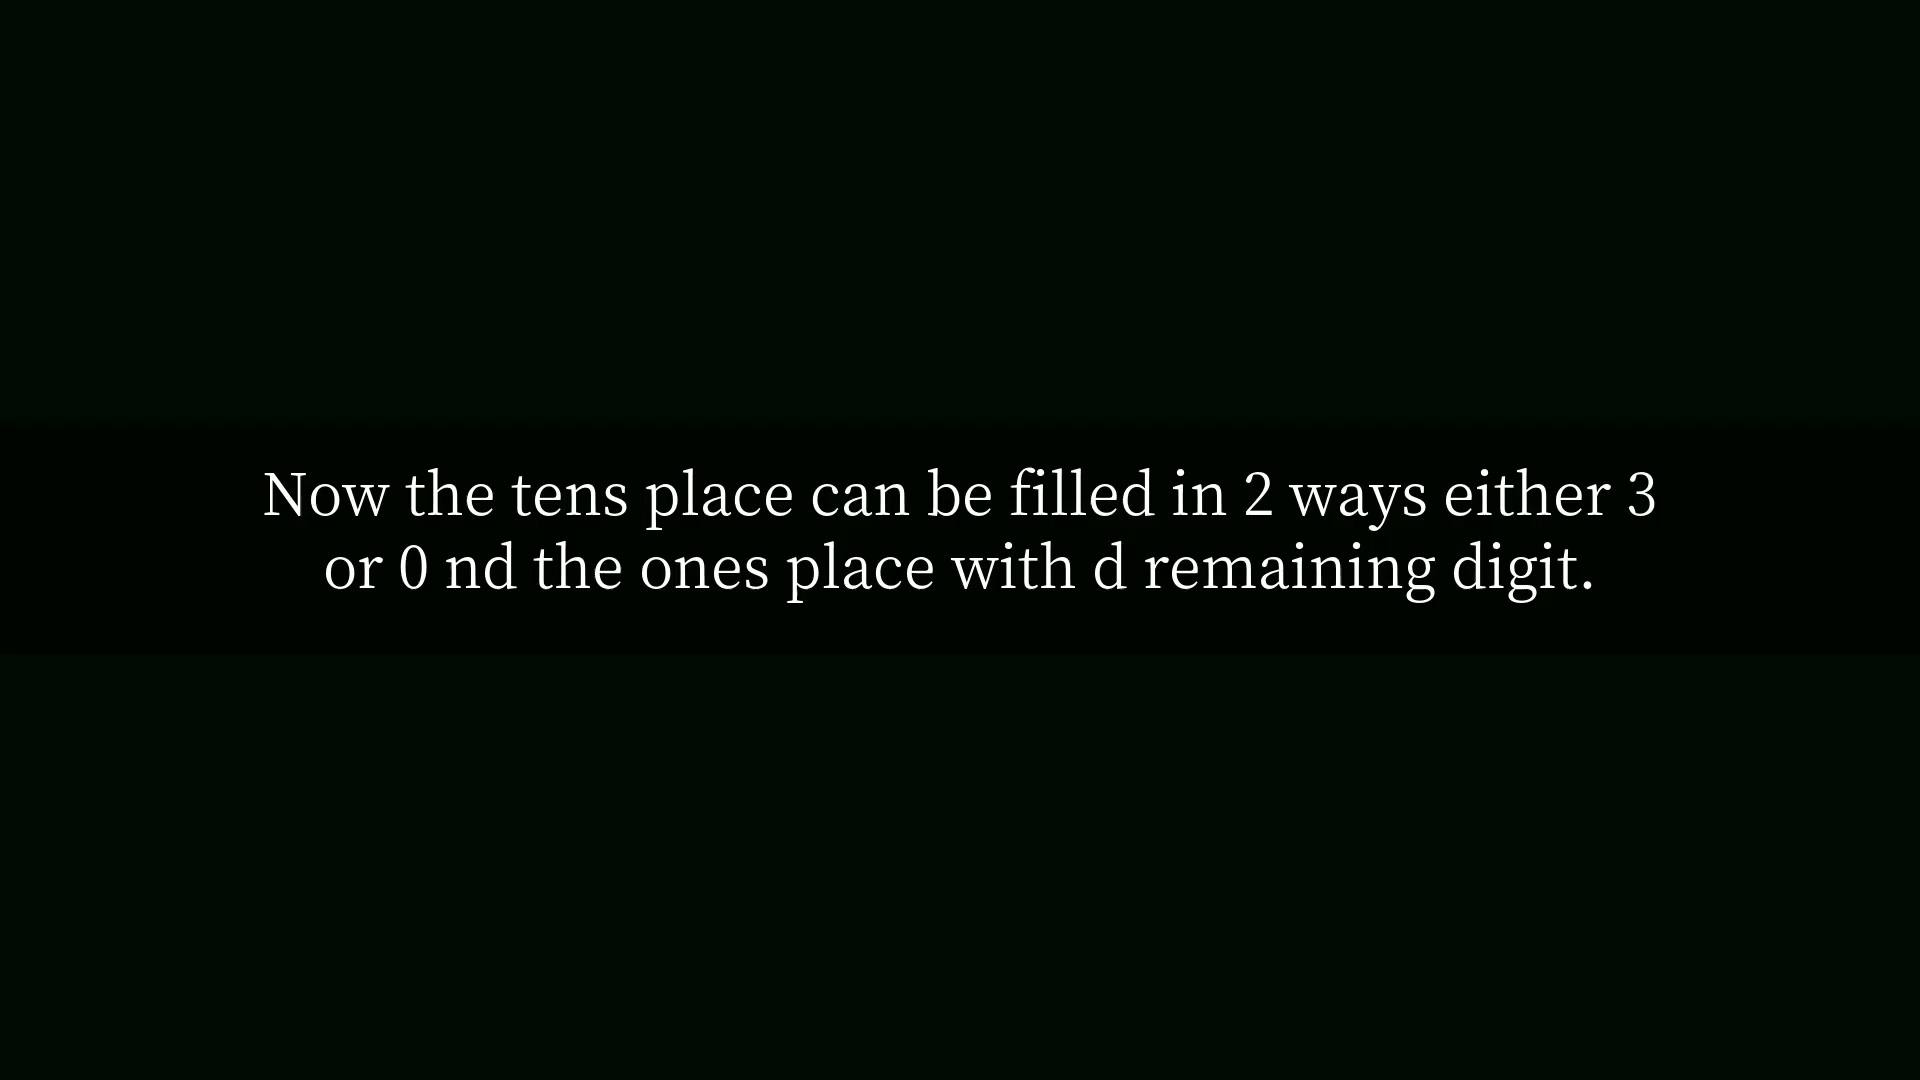 Now the tens place can be filled in 2 ways either 3
or 0 nd the ones place with d remaining digit.